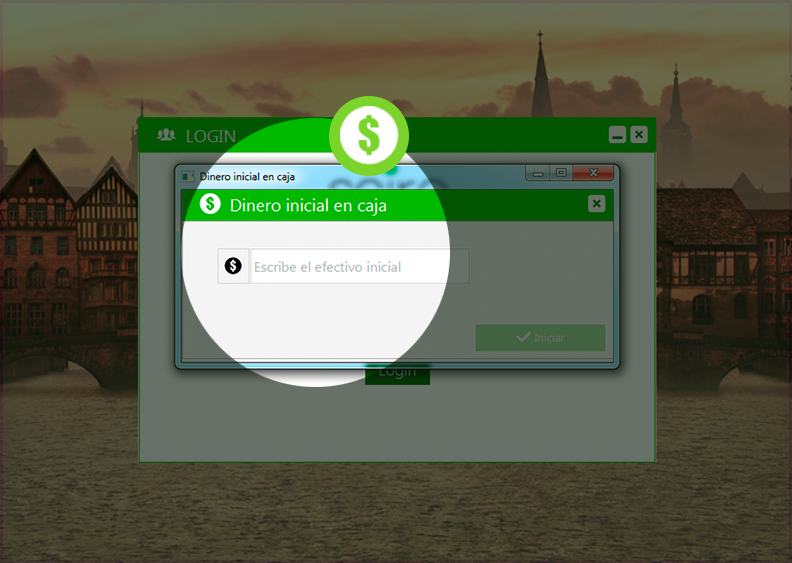 LOGIN
Dinero inicial en caja
Dinero inicial en caja
Escribe el efectivo inicial
Iniciar
Login